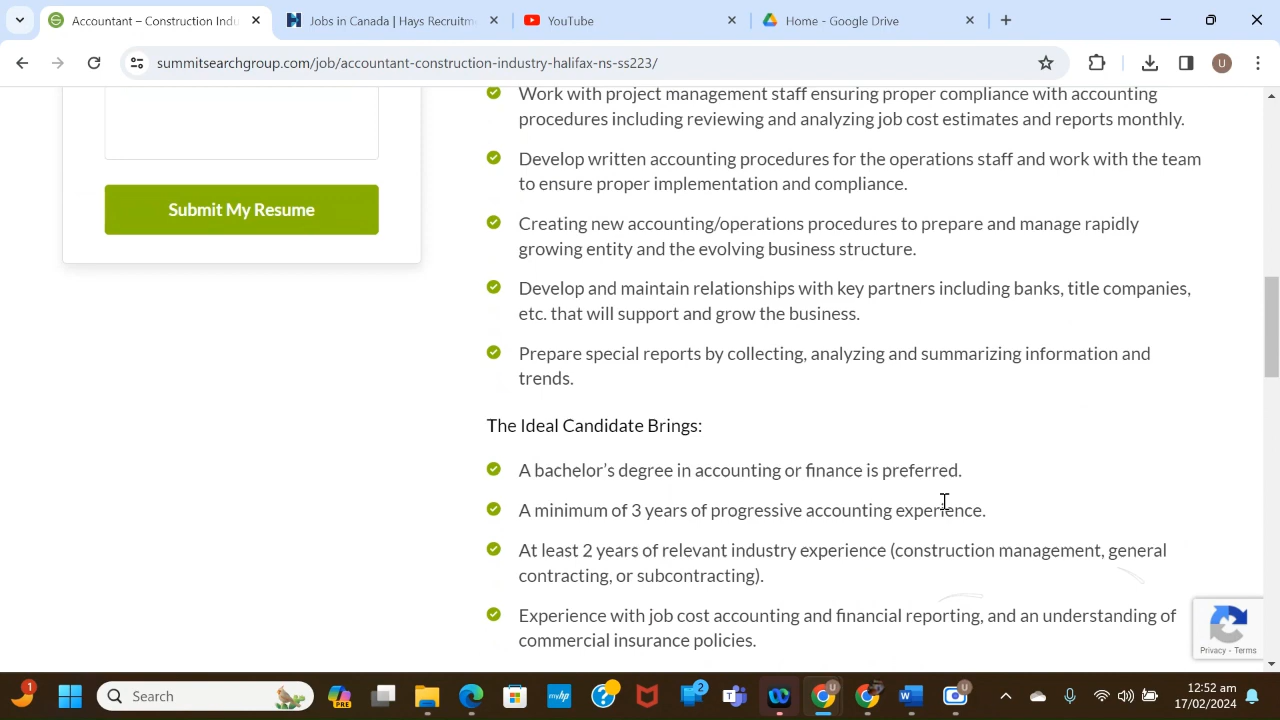 Accountant – Construction Indu
Jobs in Canada | Hays Recruitm
YouTube
Home - Google Drive
summitsearchgroup.com/job/accountant-construction-industry-halifax-ns-ss223/
U
Work with project management staff ensuring proper compliance with accounting
procedures including reviewing and analyzing job cost estimates and reports monthly.
Develop written accounting procedures for the operations staff and work with the team
to ensure proper implementation and compliance.
Submit My Resume
Creating new accounting/operations procedures to prepare and manage rapidly
growing entity and the evolving business structure.
Develop and maintain relationships with key partners including banks, title companies,
etc. that will support and grow the business.
Prepare special reports by collecting, analyzing and summarizing information and
trends.
The Ideal Candidate Brings:
A bachelor’s degree in accounting or finance is preferred.
A minimum of 3 years of progressive accounting experience.
At least 2 years of relevant industry experience (construction management, general
contracting, or subcontracting).
Experience with job cost accounting and financial reporting, and an understanding of
commercial insurance policies.
Privacy - Terms
1
Search
PRE
2
12:52 am
17/02/2024